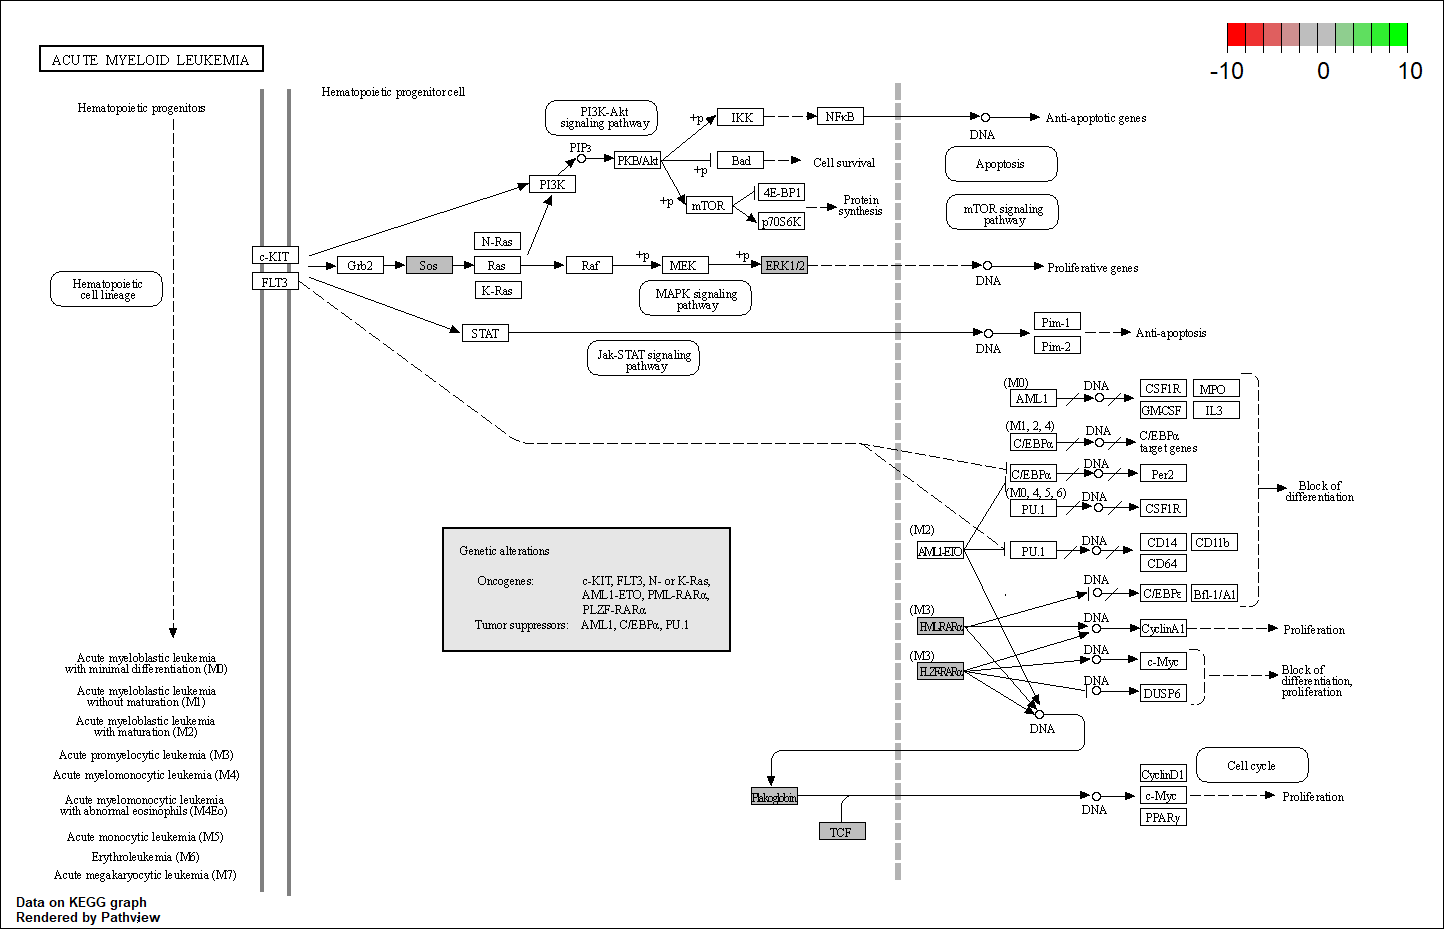 ACUTE MYELOID LEUKEMIA
-10
0
10
Hematopoietic progenitors
Hematopoietic progenitor cell
PI3K-Akt
signaling pathway
+p
IKK
NFκB
DNA
Anti-apoptotic genes
PIP3
PKB/Akt
+p
Bad
Cell survival
Apoptosis
PI3K
+p
mTOR
4E-BP1
p70S6K
Protein
synthesis
mTOR signaling
pathway
c-KIT
FLT3
Grb2
Sos
N-Ras
Ras
K-Ras
Raf
+p
MEK
+p
ERK1/2
DNA
Proliferative genes
Hematopoietic
cell lineage
MAPK signaling
pathway
STAT
Jak-STAT signaling
pathway
DNA
Pim-1
Pim-2
Anti-apoptosis
(M0)
AML1
DNA
CSF1R
MPO
GMCSF
IL3
(M1, 2, 4)
C/EBPα
DNA
C/EBPα
target genes
C/EBPα
DNA
Per2
(M0, 4, 5, 6)
PU.1
DNA
CSF1R
Block of
differentiation
(M2)
AML1-ETO
PU.1
DNA
CD14
CD11b
CD64
DNA
C/EBPε
Bfl-1/A1
(M3)
PML-RARα
DNA
CyclinA1
Proliferation
(M3)
PLZF-RARα
DNA
c-Myc
DNA
DUSP6
Block of
differentiation,
proliferation
DNA
Genetic alterations
Oncogenes:
c-KIT, FLT3, N- or K-Ras,
AML1-ETO, PML-RARα,
PLZF-RARα
Tumor suppressors:
AML1, C/EBPα, PU.1
Acute myeloblastic leukemia
with minimal differentiation (M0)
Acute myeloblastic leukemia
without maturation (M1)
Acute myeloblastic leukemia
with maturation (M2)
Acute promyelocytic leukemia (M3)
Acute myelomonocytic leukemia (M4)
Acute myelomonocytic leukemia
with abnormal eosinophils (M4Eo)
Acute monocytic leukemia (M5)
Erythroleukemia (M6)
Acute megakaryocytic leukemia (M7)
Plakoglobin
TCF
DNA
CyclinD1
c-Myc
PPARγ
Cell cycle
Proliferation
Data on KEGG graph
Rendered by Pathview